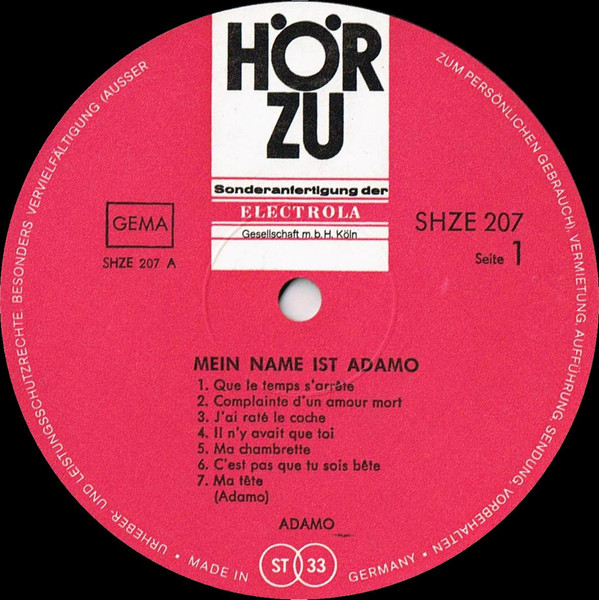 HÖR
ZU
Sonderanfertigung der
ELECTROLA
Gesellschaft m.b.H. Köln
GEMA
SHZE 207 A
SHZE 207
Seite 1
MEIN NAME IST ADAMO
1. Que le temps s'arrête
2. Complainte d'un amour mort
3. J'ai raté le coche
4. Il n'y avait que toi
5. Ma chambrette
6. C'est pas que tu sois bête
7. Ma tête
(Adamo)
ADAMO
URHEBER- UND LEISTUNGSSCHUTZRECHTE. BESONDERS VERVIELFÄLTIGUNG (AUSSER ZUM PERSÖNLICHEN GEBRAUCH), VERMIETUNG, AUFFÜHRUNG, SENDUNG, VORBEHALTEN
• MADE IN ST 33 GERMANY •